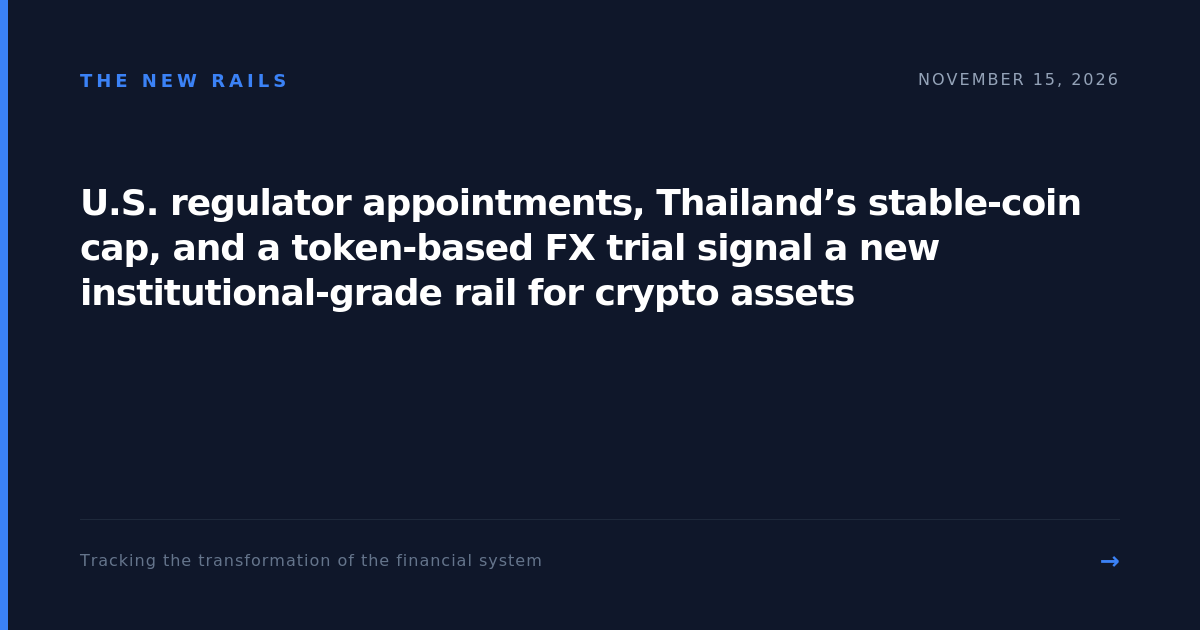 THE NEW RAILS
NOVEMBER 15, 2026
U.S. regulator appointments, Thailand’s stable-coin
cap, and a token-based FX trial signal a new
institutional-grade rail for crypto assets
Tracking the transformation of the financial system
→